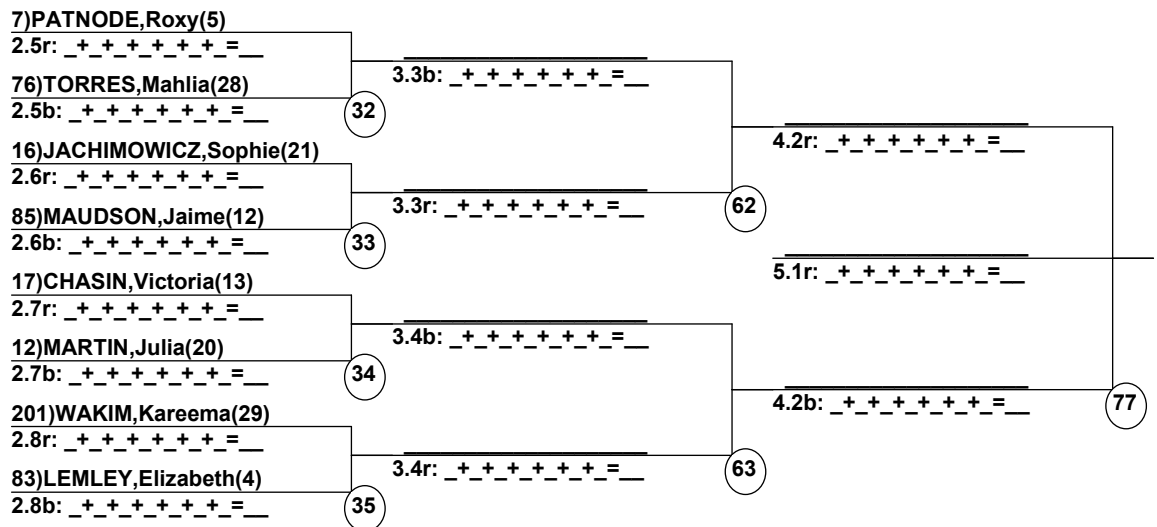 7)PATNODE,Roxy(5)
2.5r: _+_+_+_+_+_=__
76)TORRES,Mahlia(28)
2.5b: _+_+_+_+_+_=__
32
3.3b: _+_+_+_+_+_=__
16)JACHIMOWICZ,Sophie(21)
2.6r: _+_+_+_+_+_=__
85)MAUDSON,Jaime(12)
2.6b: _+_+_+_+_+_=__
33
3.3r: _+_+_+_+_+_=__
62
4.2r: _+_+_+_+_+_=__
17)CHASIN,Victoria(13)
2.7r: _+_+_+_+_+_=__
12)MARTIN,Julia(20)
2.7b: _+_+_+_+_+_=__
34
3.4b: _+_+_+_+_+_=__
201)WAKIM,Kareema(29)
2.8r: _+_+_+_+_+_=__
83)LEMLEY,Elizabeth(4)
2.8b: _+_+_+_+_+_=__
35
3.4r: _+_+_+_+_+_=__
63
4.2b: _+_+_+_+_+_=__
77
5.1r: _+_+_+_+_+_=__